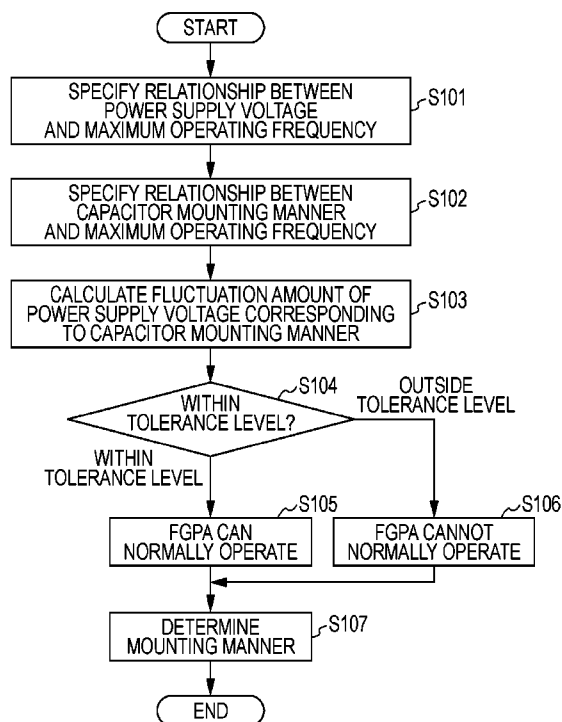 START
SPECIFY RELATIONSHIP BETWEEN
POWER SUPPLY VOLTAGE
AND MAXIMUM OPERATING FREQUENCY
S101
SPECIFY RELATIONSHIP BETWEEN
CAPACITOR MOUNTING MANNER
AND MAXIMUM OPERATING FREQUENCY
S102
CALCULATE FLUCTUATION AMOUNT OF
POWER SUPPLY VOLTAGE CORRESPONDING
TO CAPACITOR MOUNTING MANNER
S103
S104
WITHIN
TOLERANCE LEVEL?
OUTSIDE
TOLERANCE LEVEL
WITHIN
TOLERANCE LEVEL
S105
FGPA CAN
NORMALLY OPERATE
S106
FGPA CANNOT
NORMALLY OPERATE
DETERMINE
MOUNTING MANNER
S107
END